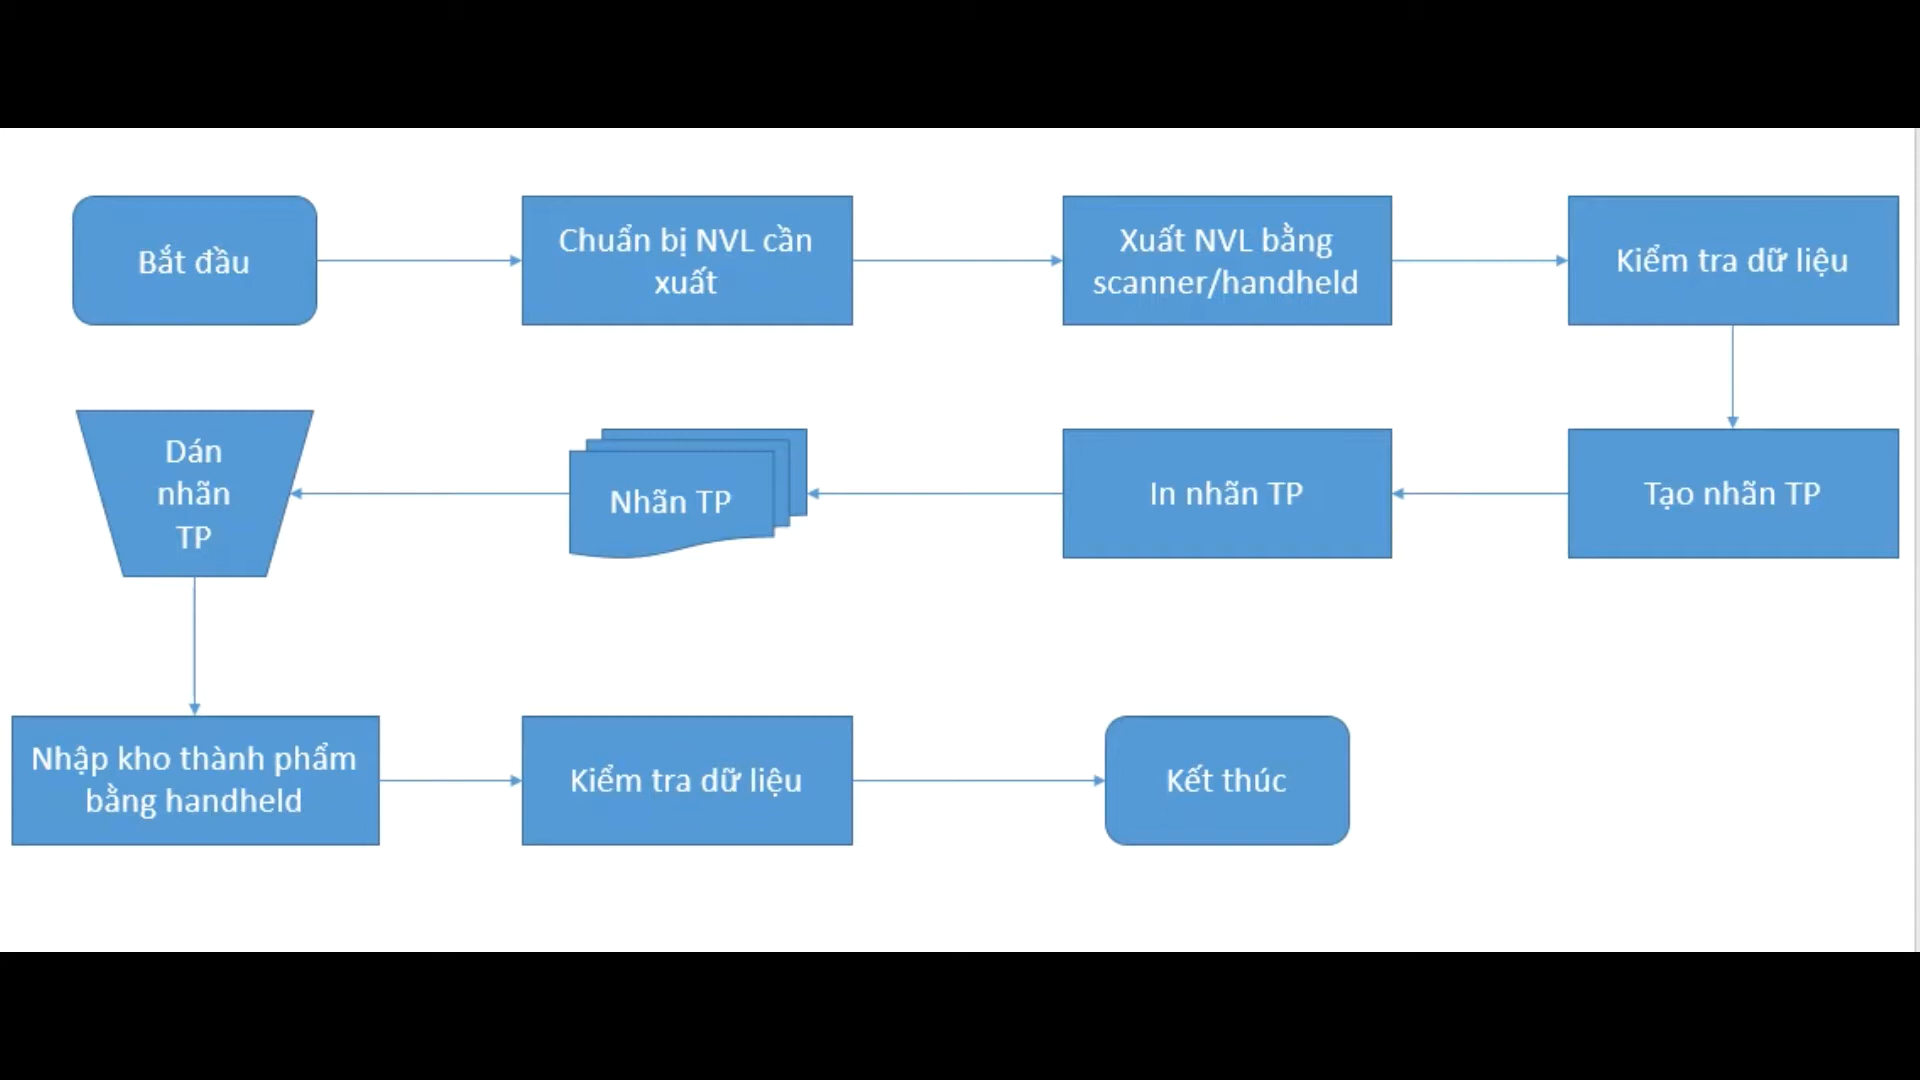 Bắt đầu
Chuẩn bị NVL cần
xuất
Xuất NVL bằng
scanner/handheld
Kiểm tra dữ liệu
Dán
nhãn
TP
Nhãn TP
In nhãn TP
Tạo nhãn TP
Nhập kho thành phẩm
bằng handheld
Kiểm tra dữ liệu
Kết thúc